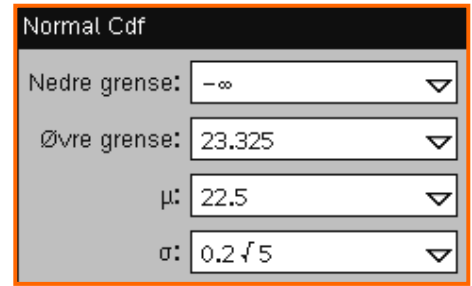 Normal Cdf
Nedre grense: -∞
Øvre grense: 23.325
μ: 22.5
σ: 0.2√5